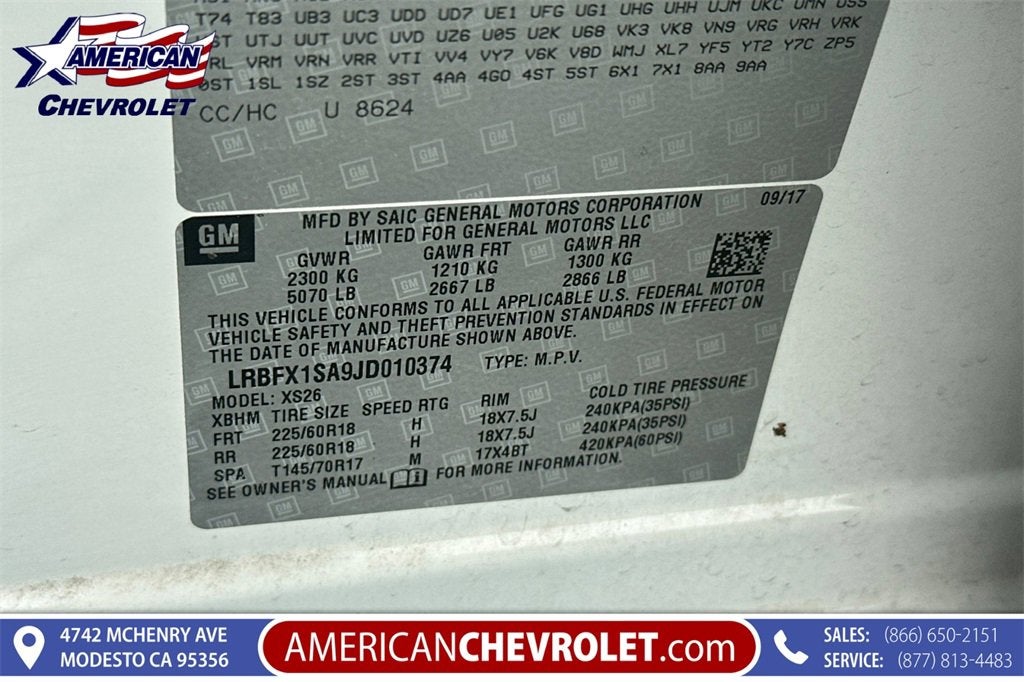 T74 T83 UB3 UC3 UDD UD7 UE1 UFG UG1 UHG UHH UJM UKC UMN USS
UST UTJ UUT UVC UVD UZ6 U05 U2K U68 VK3 VK8 VN9 VRG VRH VRK
VRL VRM VRN VRR VTI VV4 VY7 V6K V8D WMJ XL7 YF5 YT2 Y7C ZP5
0ST 1SL 1SZ 2ST 3ST 4AA 4GO 4ST 5ST 6X1 7X1 8AA 9AA
CC/HC U 8624
AMERICAN
CHEVROLET
GM
MFD BY SAIC GENERAL MOTORS CORPORATION 09/17
LIMITED FOR GENERAL MOTORS LLC
GVWR GAWR FRT GAWR RR
2300 KG 1210 KG 1300 KG
5070 LB 2667 LB 2866 LB
THIS VEHICLE CONFORMS TO ALL APPLICABLE U.S. FEDERAL MOTOR
VEHICLE SAFETY AND THEFT PREVENTION STANDARDS IN EFFECT ON
THE DATE OF MANUFACTURE SHOWN ABOVE.
LRBFX1SA9JD010374 TYPE: M.P.V.
MODEL: XS26
XBHM TIRE SIZE SPEED RTG RIM COLD TIRE PRESSURE
FRT 225/60R18 H 18X7.5J 240KPA(35PSI)
RR 225/60R18 H 18X7.5J 240KPA(35PSI)
SPA T145/70R17 M 17X4BT 420KPA(60PSI)
SEE OWNER'S MANUAL FOR MORE INFORMATION.
4742 MCHENRY AVE
MODESTO CA 95356
AMERICANCHEVROLET.com
SALES: (866) 650-2151
SERVICE: (877) 813-4483